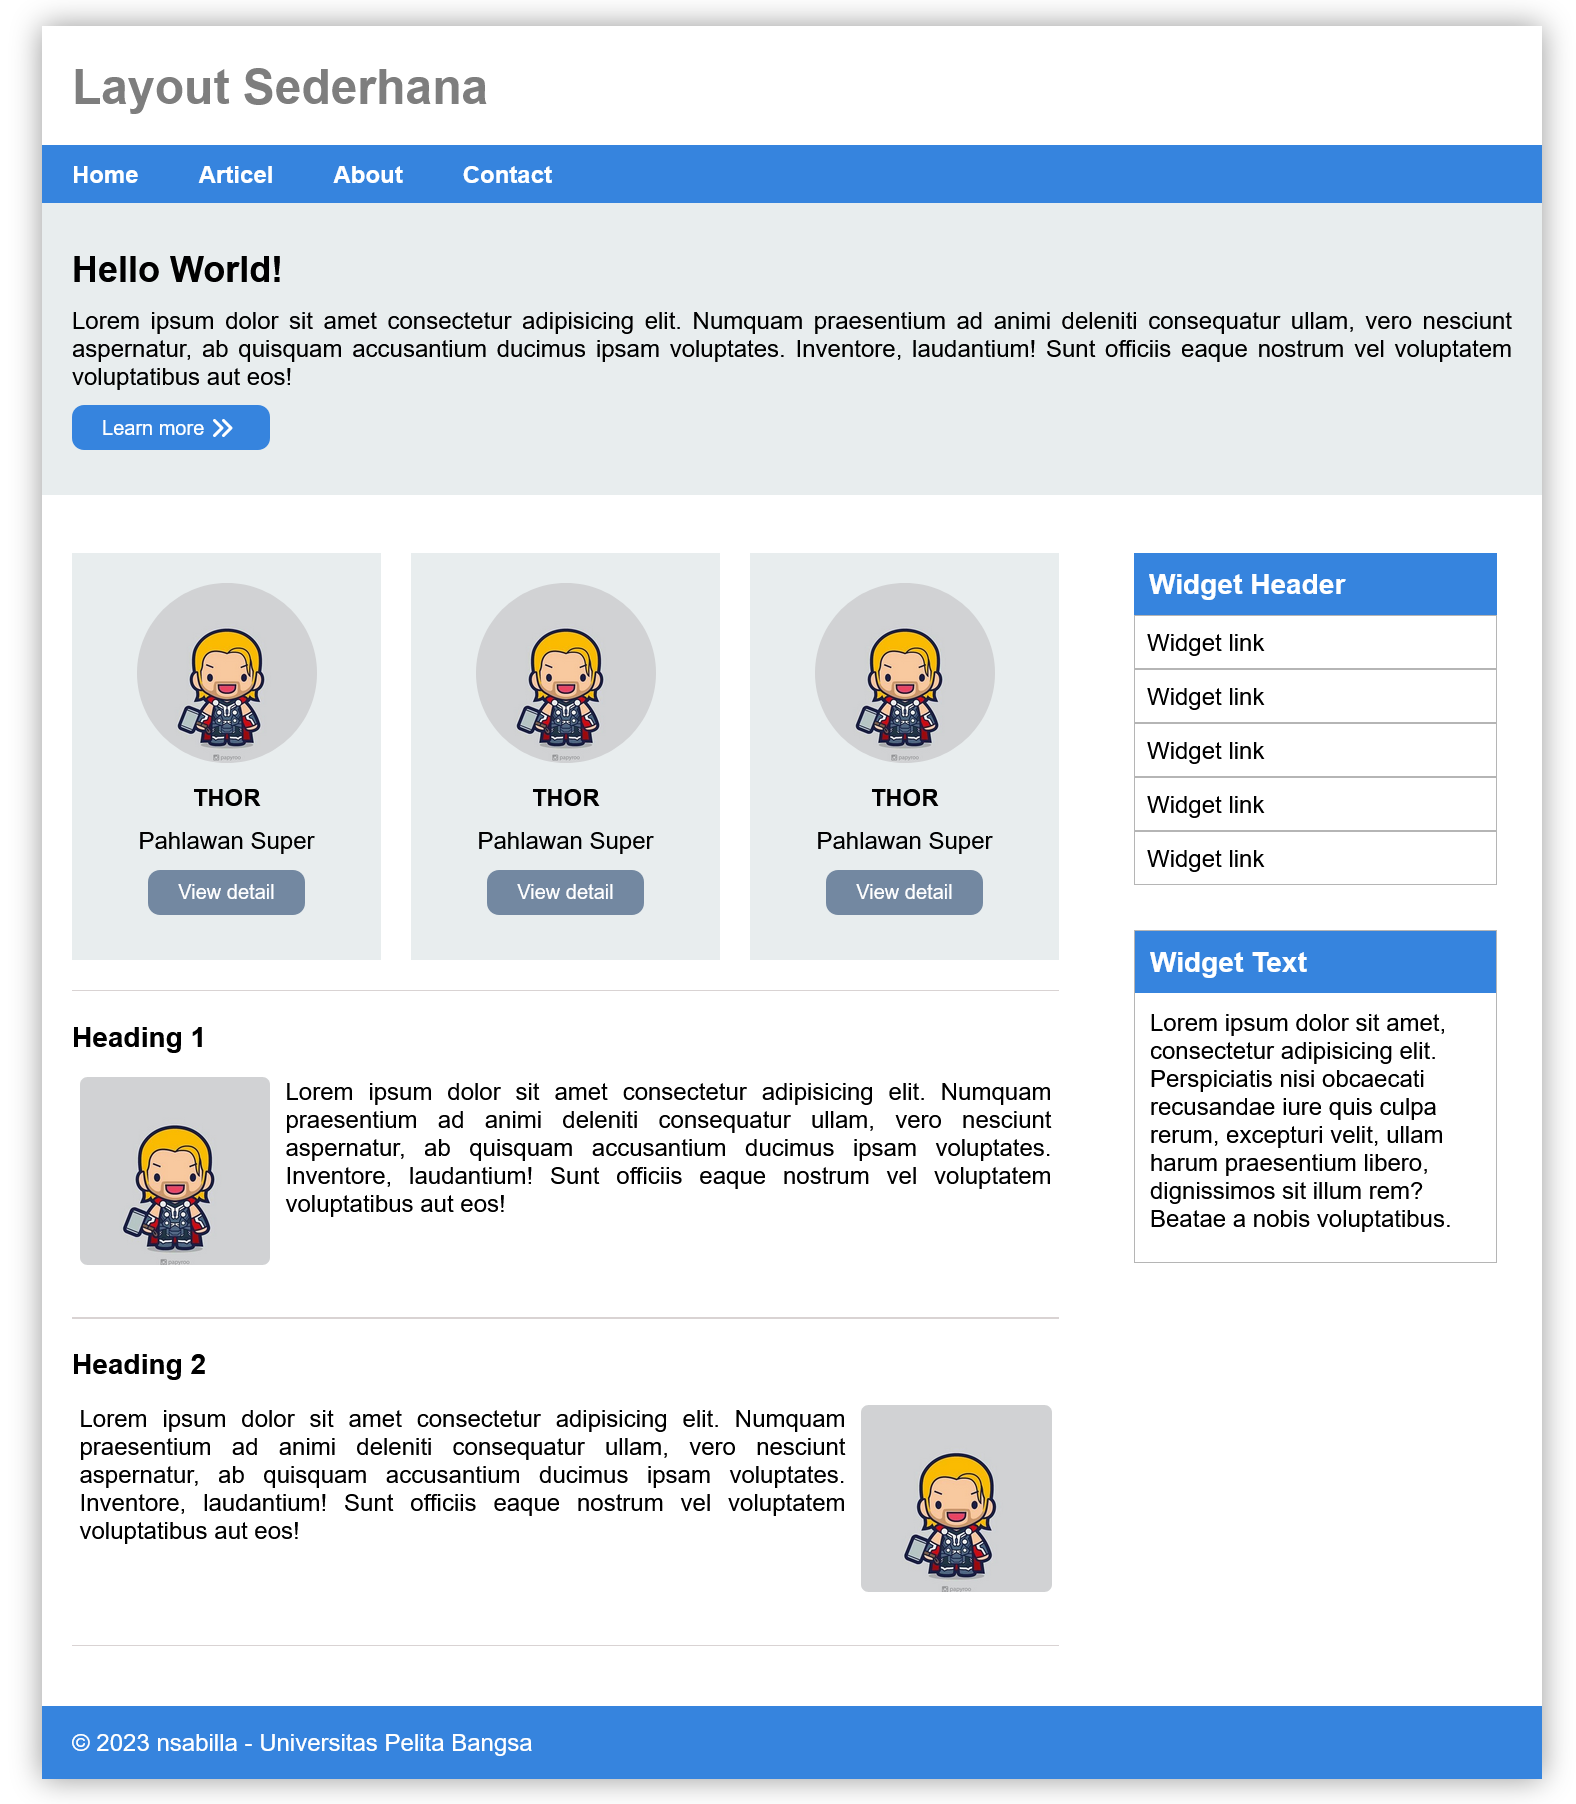 Layout Sederhana
Home Articel About Contact
Hello World!
Lorem ipsum dolor sit amet consectetur adipisicing elit. Numquam praesentium ad animi deleniti consequatur ullam, vero nesciunt
aspernatur, ab quisquam accusantium ducimus ipsam voluptates. Inventore, laudantium! Sunt officiis eaque nostrum vel voluptatem
voluptatibus aut eos!
Learn more
papyroo
THOR
Pahlawan Super
View detail
papyroo
THOR
Pahlawan Super
View detail
papyroo
THOR
Pahlawan Super
View detail
Heading 1
papyroo
Lorem ipsum dolor sit amet consectetur adipisicing elit. Numquam
praesentium ad animi deleniti consequatur ullam, vero nesciunt
aspernatur, ab quisquam accusantium ducimus ipsam voluptates.
Inventore, laudantium! Sunt officiis eaque nostrum vel voluptatem
voluptatibus aut eos!
Heading 2
Lorem ipsum dolor sit amet consectetur adipisicing elit. Numquam
praesentium ad animi deleniti consequatur ullam, vero nesciunt
aspernatur, ab quisquam accusantium ducimus ipsam voluptates.
Inventore, laudantium! Sunt officiis eaque nostrum vel voluptatem
voluptatibus aut eos!
papyroo
Widget Header
Widget link
Widget link
Widget link
Widget link
Widget link
Widget Text
Lorem ipsum dolor sit amet,
consectetur adipisicing elit.
Perspiciatis nisi obcaecati
recusandae iure quis culpa
rerum, excepturi velit, ullam
harum praesentium libero,
dignissimos sit illum rem?
Beatae a nobis voluptatibus.
© 2023 nsabilla - Universitas Pelita Bangsa